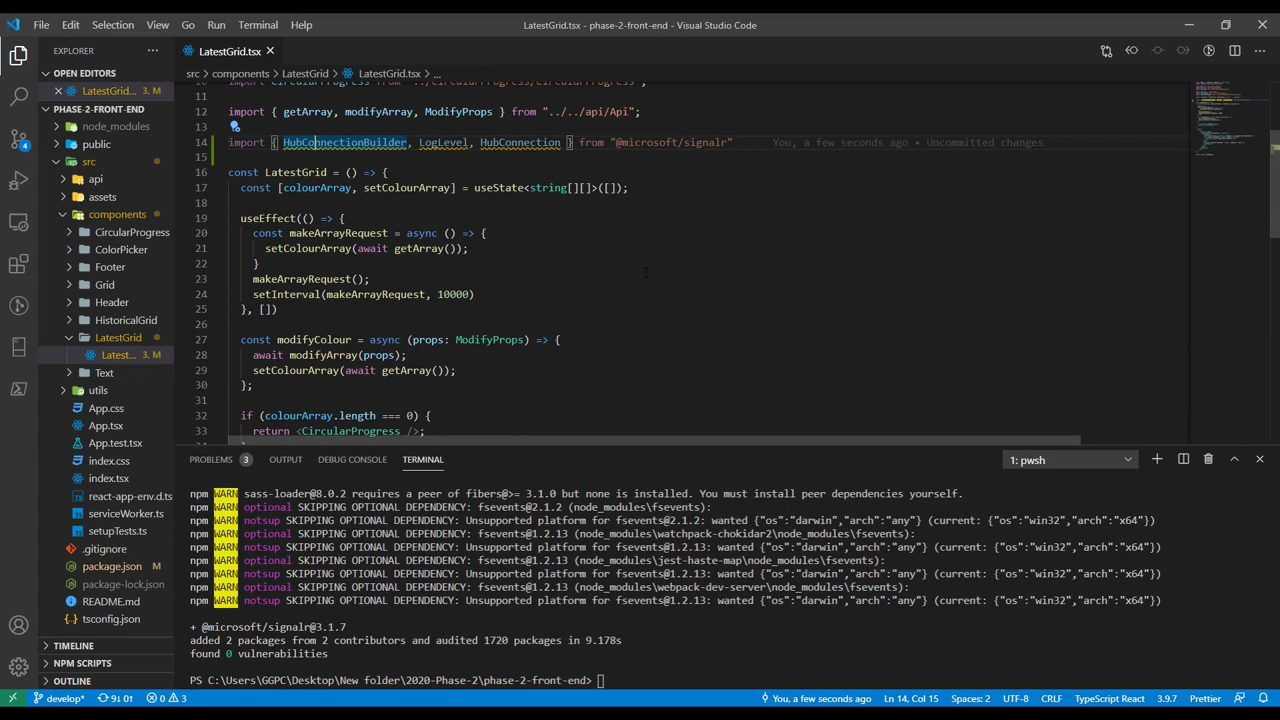 File Edit Selection View Go Run Terminal Help LatestGrid.tsx - phase-2-front-end - Visual Studio Code
EXPLORER
OPEN EDITORS
LatestGrid... 3, M
PHASE-2-FRONT-END
node_modules
public
4
src
api
assets
components
CircularProgress
ColorPicker
Footer
Grid
Header
HistoricalGrid
LatestGrid
Latest... 3, M
Text
utils
App.css
App.tsx
App.test.tsx
index.css
index.tsx
react-app-env.d.ts
serviceWorker.ts
setupTests.ts
.gitignore
package.json
package-lock.json
README.md
tsconfig.json
TIMELINE
NPM SCRIPTS
OUTLINE
LatestGrid.tsx
src > components > LatestGrid > LatestGrid.tsx > ...
10 import CircularProgress from "../CircularProgress/CircularProgress";
11
12 import { getArray, modifyArray, ModifyProps } from "../../api/Api";
13
14 import { HubConnectionBuilder, LogLevel, HubConnection } from "@microsoft/signalr" You, a few seconds ago • Uncommitted changes
15
16 const LatestGrid = () => {
17 const [colourArray, setColourArray] = useState<string[][]>([]);
18
19 useEffect(() => {
20 const makeArrayRequest = async () => {
21 setColourArray(await getArray());
22 }
23 makeArrayRequest();
24 setInterval(makeArrayRequest, 10000)
25 }, [])
26
27 const modifyColour = async (props: ModifyProps) => {
28 await modifyArray(props);
29 setColourArray(await getArray());
30 };
31
32 if (colourArray.length === 0) {
33 return <CircularProgress />;
PROBLEMS 3 OUTPUT DEBUG CONSOLE TERMINAL 1: pwsh
npm WARN sass-loader@8.0.2 requires a peer of fibers@>= 3.1.0 but none is installed. You must install peer dependencies yourself.
npm WARN optional SKIPPING OPTIONAL DEPENDENCY: fsevents@2.1.2 (node_modules\fsevents):
npm WARN notsup SKIPPING OPTIONAL DEPENDENCY: Unsupported platform for fsevents@2.1.2: wanted {"os":"darwin","arch":"any"} (current: {"os":"win32","arch":"x64"})
npm WARN optional SKIPPING OPTIONAL DEPENDENCY: fsevents@1.2.13 (node_modules\watchpack-chokidar2\node_modules\fsevents):
npm WARN notsup SKIPPING OPTIONAL DEPENDENCY: Unsupported platform for fsevents@1.2.13: wanted {"os":"darwin","arch":"any"} (current: {"os":"win32","arch":"x64"})
npm WARN optional SKIPPING OPTIONAL DEPENDENCY: fsevents@1.2.13 (node_modules\jest-haste-map\node_modules\fsevents):
npm WARN notsup SKIPPING OPTIONAL DEPENDENCY: Unsupported platform for fsevents@1.2.13: wanted {"os":"darwin","arch":"any"} (current: {"os":"win32","arch":"x64"})
npm WARN optional SKIPPING OPTIONAL DEPENDENCY: fsevents@1.2.13 (node_modules\webpack-dev-server\node_modules\fsevents):
npm WARN notsup SKIPPING OPTIONAL DEPENDENCY: Unsupported platform for fsevents@1.2.13: wanted {"os":"darwin","arch":"any"} (current: {"os":"win32","arch":"x64"})
+ @microsoft/signalr@3.1.7
added 2 packages from 2 contributors and audited 1720 packages in 9.178s
found 0 vulnerabilities
PS C:\Users\GGPC\Desktop\New folder\2020-Phase-2\phase-2-front-end>
develop* 9↓ 0↑ 0 3 You, a few seconds ago Ln 14, Col 15 Spaces: 2 UTF-8 CRLF TypeScript React 3.9.7 Prettier